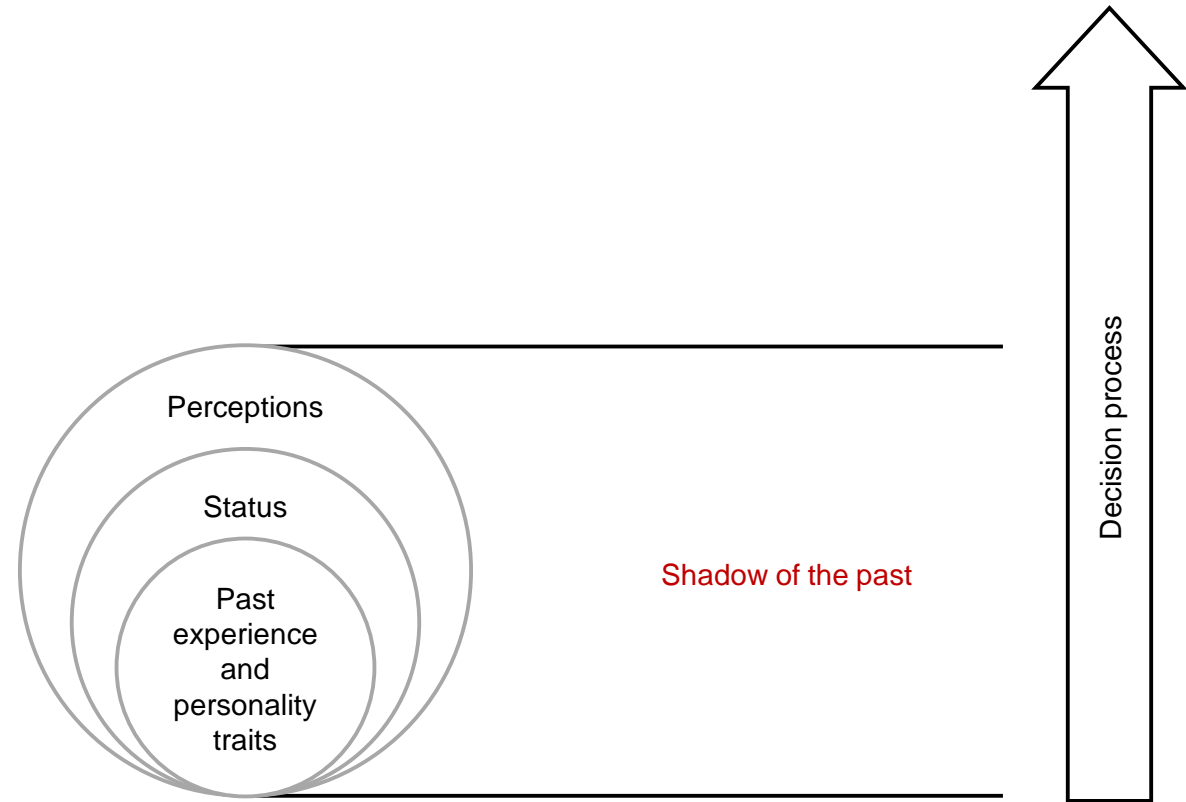 Perceptions
Status
Past
experience
and
personality
traits
Shadow of the past
Decision process